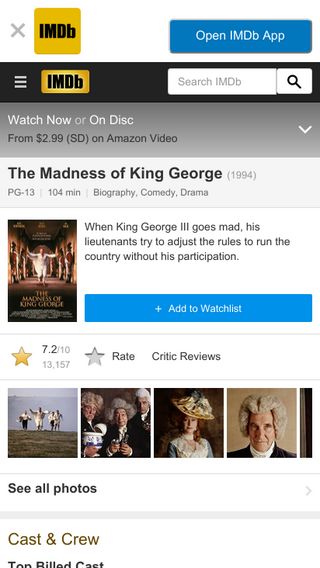 IMDb
Open IMDb App
IMDb
Search IMDb
Watch Now or On Disc
From $2.99 (SD) on Amazon Video
The Madness of King George (1994)
PG-13 | 104 min | Biography, Comedy, Drama
When King George III goes mad, his
lieutenants try to adjust the rules to run the
country without his participation.
THE
MADNESS OF
KING GEORGE
+ Add to Watchlist
7.2/10
13,157
Rate
Critic Reviews
See all photos
Cast & Crew
Top Billed Cast